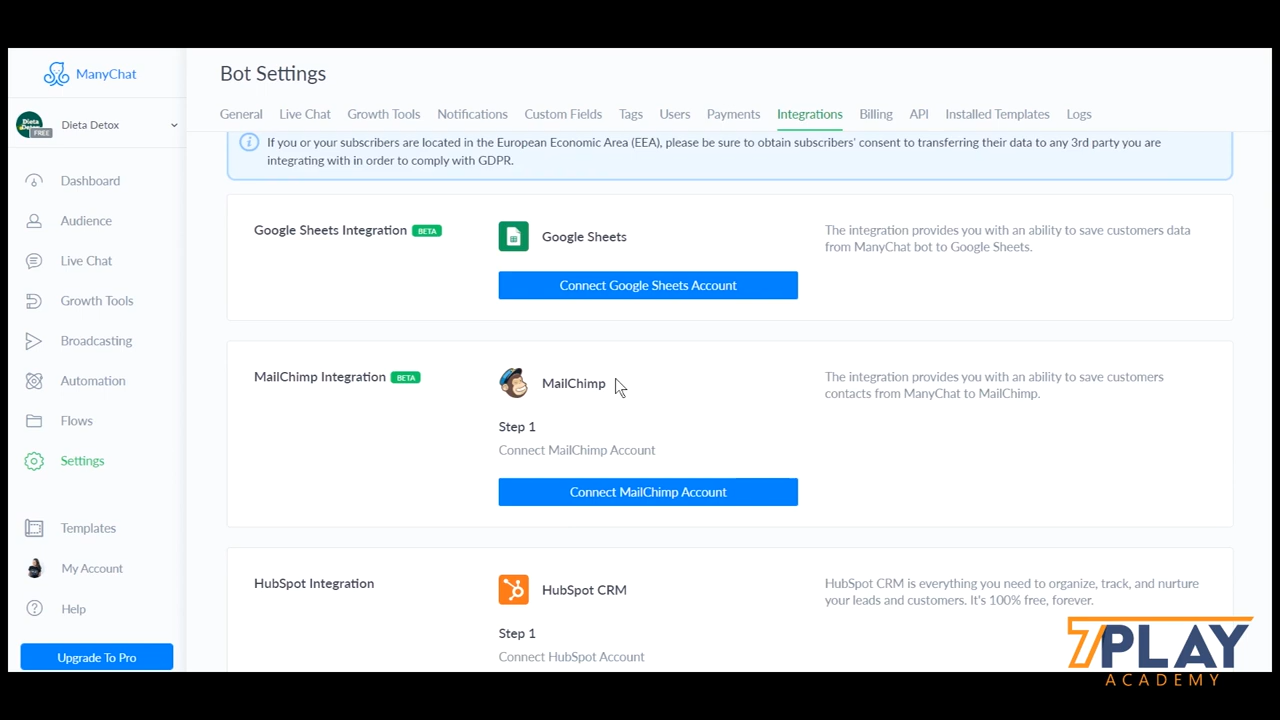 ManyChat
Dieta Detox
FREE
Dieta Detox
Dashboard
Audience
Live Chat
Growth Tools
Broadcasting
Automation
Flows
Settings
Templates
My Account
Help
Upgrade To Pro
Bot Settings
General Live Chat Growth Tools Notifications Custom Fields Tags Users Payments Integrations Billing API Installed Templates Logs
If you or your subscribers are located in the European Economic Area (EEA), please be sure to obtain subscribers' consent to transferring their data to any 3rd party you are
integrating with in order to comply with GDPR.
Google Sheets Integration BETA
Google Sheets
Connect Google Sheets Account
The integration provides you with an ability to save customers data
from ManyChat bot to Google Sheets.
MailChimp Integration BETA
MailChimp
Step 1
Connect MailChimp Account
Connect MailChimp Account
The integration provides you with an ability to save customers
contacts from ManyChat to MailChimp.
HubSpot Integration
HubSpot CRM
Step 1
Connect HubSpot Account
HubSpot CRM is everything you need to organize, track, and nurture
your leads and customers. It's 100% free, forever.
7PLAY
ACADEMY